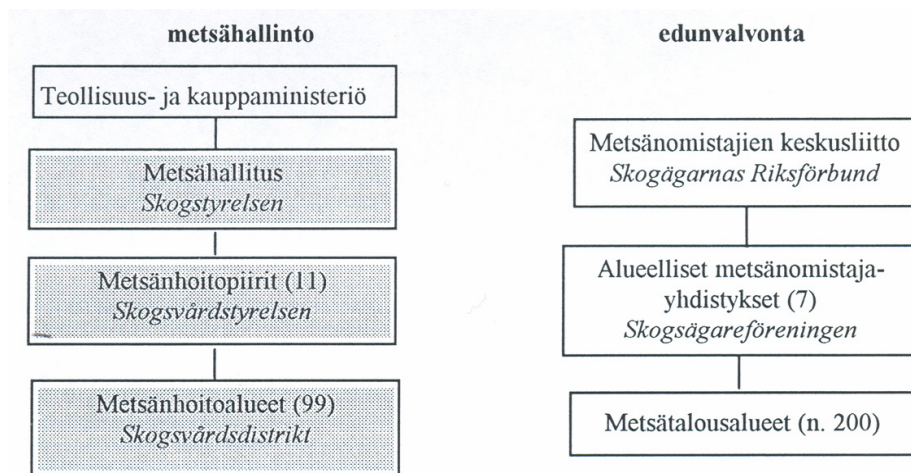 metsähallinto
Teollisuus- ja kauppaministeriö
Metsähallitus
Skogstyrelsen
Metsänhoitopiirit (11)
Skogsvårdstyrelsen
Metsänhoitoalueet (99)
Skogsvårdsdistrikt
edunvalvonta
Metsänomistajien keskusliitto
Skogägarnas Riksförbund
Alueelliset metsänomistaja-
yhdistykset (7)
Skogsägareföreningen
Metsätalousalueet (n. 200)